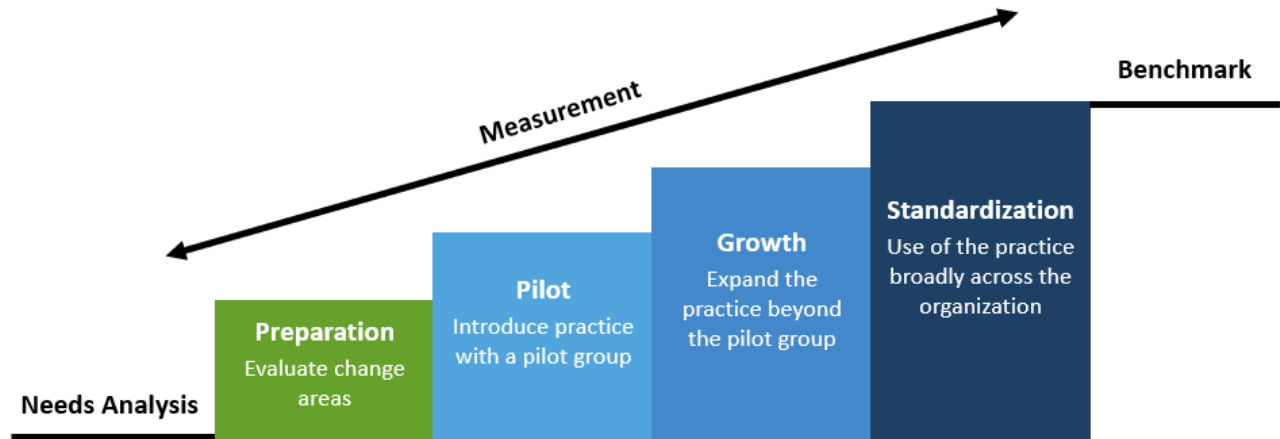 Benchmark
Measurement
Standardization
Use of the practice
broadly across the
organization
Growth
Expand the
practice beyond
the pilot group
Pilot
Introduce practice
with a pilot group
Preparation
Evaluate change
areas
Needs Analysis